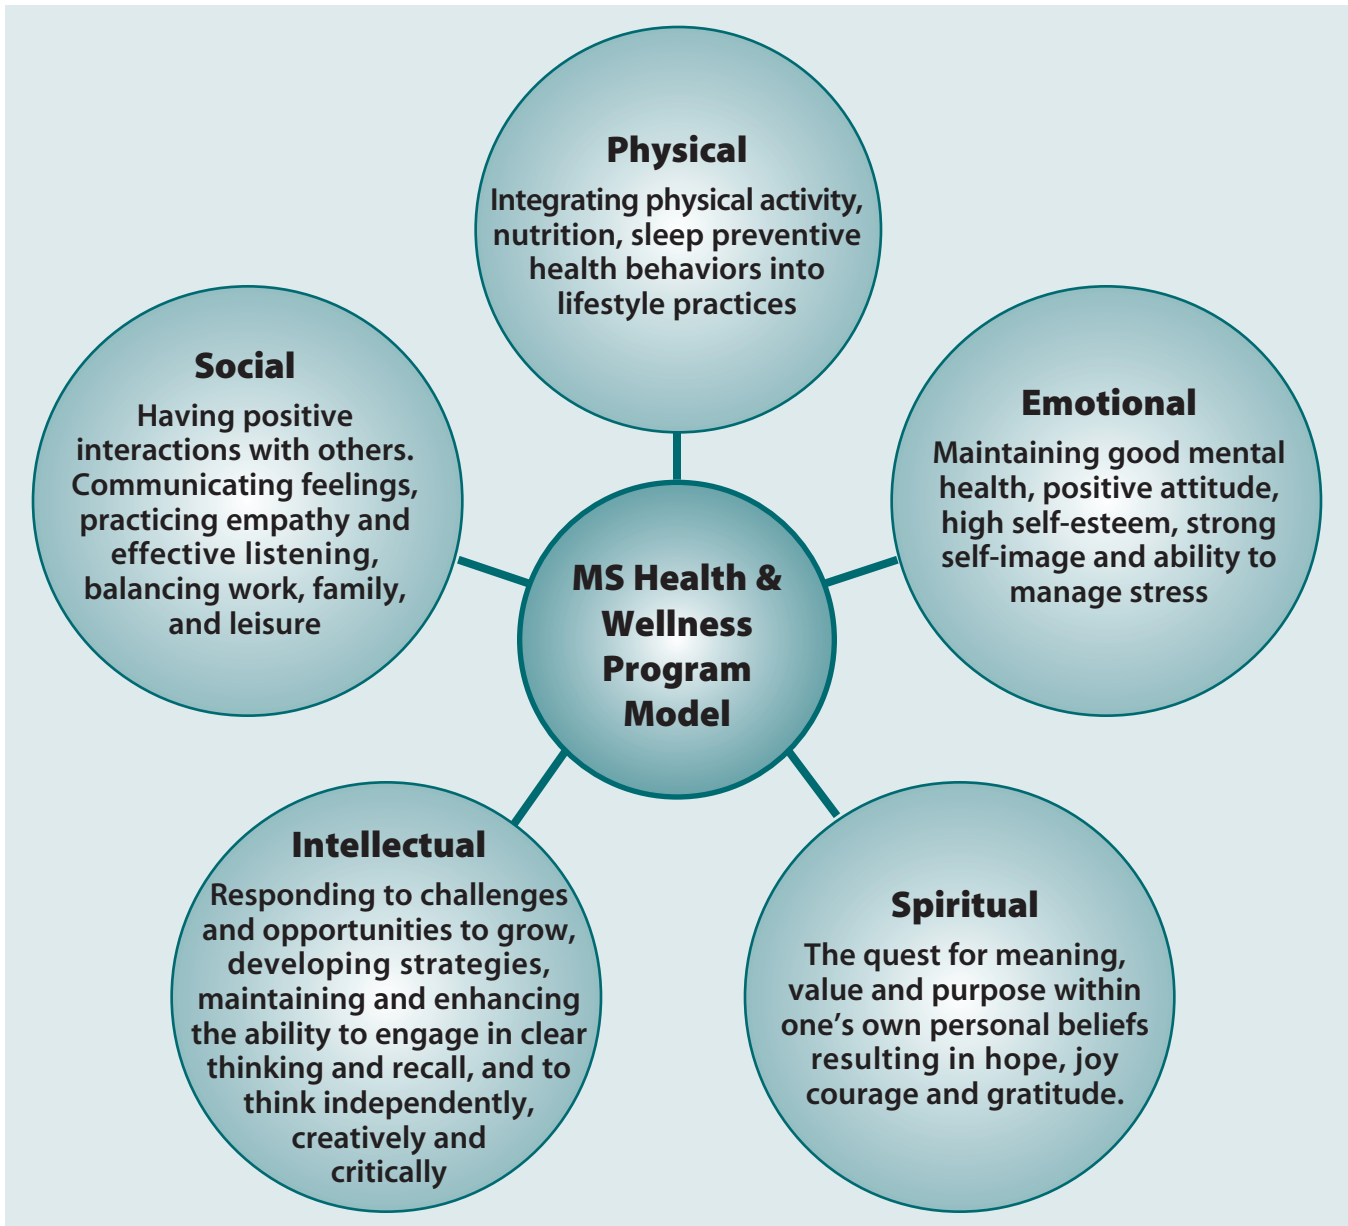 Physical
Integrating physical activity,
nutrition, sleep preventive
health behaviors into
lifestyle practices
Social
Having positive
interactions with others.
Communicating feelings,
practicing empathy and
effective listening,
balancing work, family,
and leisure
Emotional
Maintaining good mental
health, positive attitude,
high self-esteem, strong
self-image and ability to
manage stress
MS Health &
Wellness
Program
Model
Intellectual
Responding to challenges
and opportunities to grow,
developing strategies,
maintaining and enhancing
the ability to engage in clear
thinking and recall, and to
think independently,
creatively and
critically
Spiritual
The quest for meaning,
value and purpose within
one’s own personal beliefs
resulting in hope, joy
courage and gratitude.